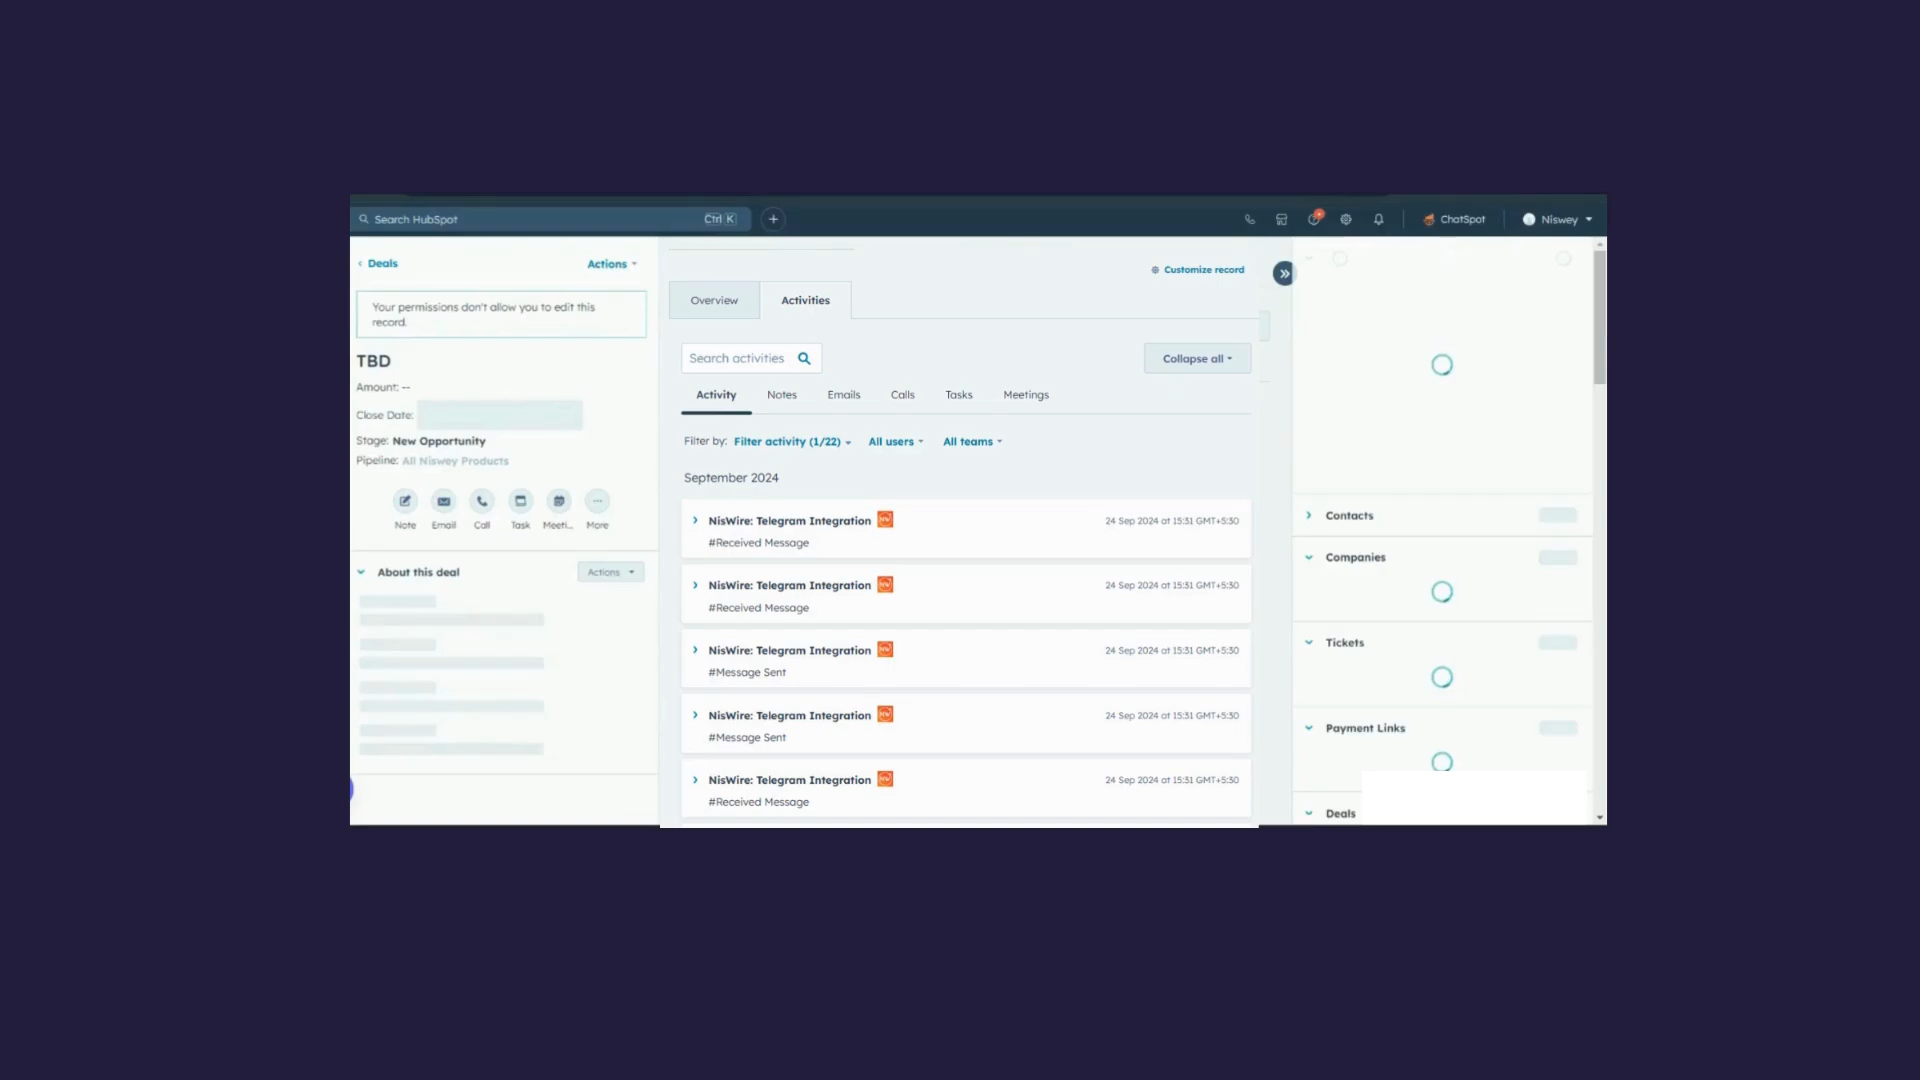 Search HubSpot
Ctrl K
+
ChatSpot
Niswey
Deals
Actions
Your permissions don't allow you to edit this
record.
TBD
Amount: --
Close Date:
Stage: New Opportunity
Pipeline: All Niswey Products
Note
Email
Call
Task
Meeti...
More
About this deal
Actions
Customize record
Overview
Activities
Search activities
Collapse all
Activity
Notes
Emails
Calls
Tasks
Meetings
Filter by: Filter activity (1/22) All users All teams
September 2024
NisWire: Telegram Integration NW 24 Sep 2024 at 15:31 GMT+5:30
#Received Message
NisWire: Telegram Integration NW 24 Sep 2024 at 15:31 GMT+5:30
#Received Message
NisWire: Telegram Integration NW 24 Sep 2024 at 15:31 GMT+5:30
#Message Sent
NisWire: Telegram Integration NW 24 Sep 2024 at 15:31 GMT+5:30
#Message Sent
NisWire: Telegram Integration NW 24 Sep 2024 at 15:31 GMT+5:30
#Received Message
Contacts
Companies
Tickets
Payment Links
Deals